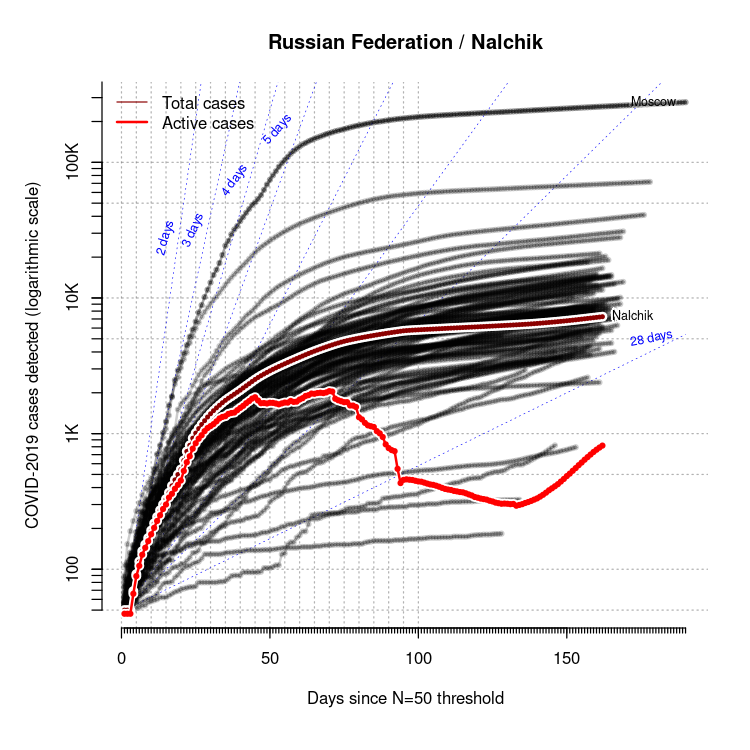 Russian Federation / Nalchik
Total cases
Active cases
Moscow
2 days
3 days
4 days
5 days
28 days
Nalchik
COVID-2019 cases detected (logarithmic scale)
100K
10K
1K
100
0
50
100
150
Days since N=50 threshold